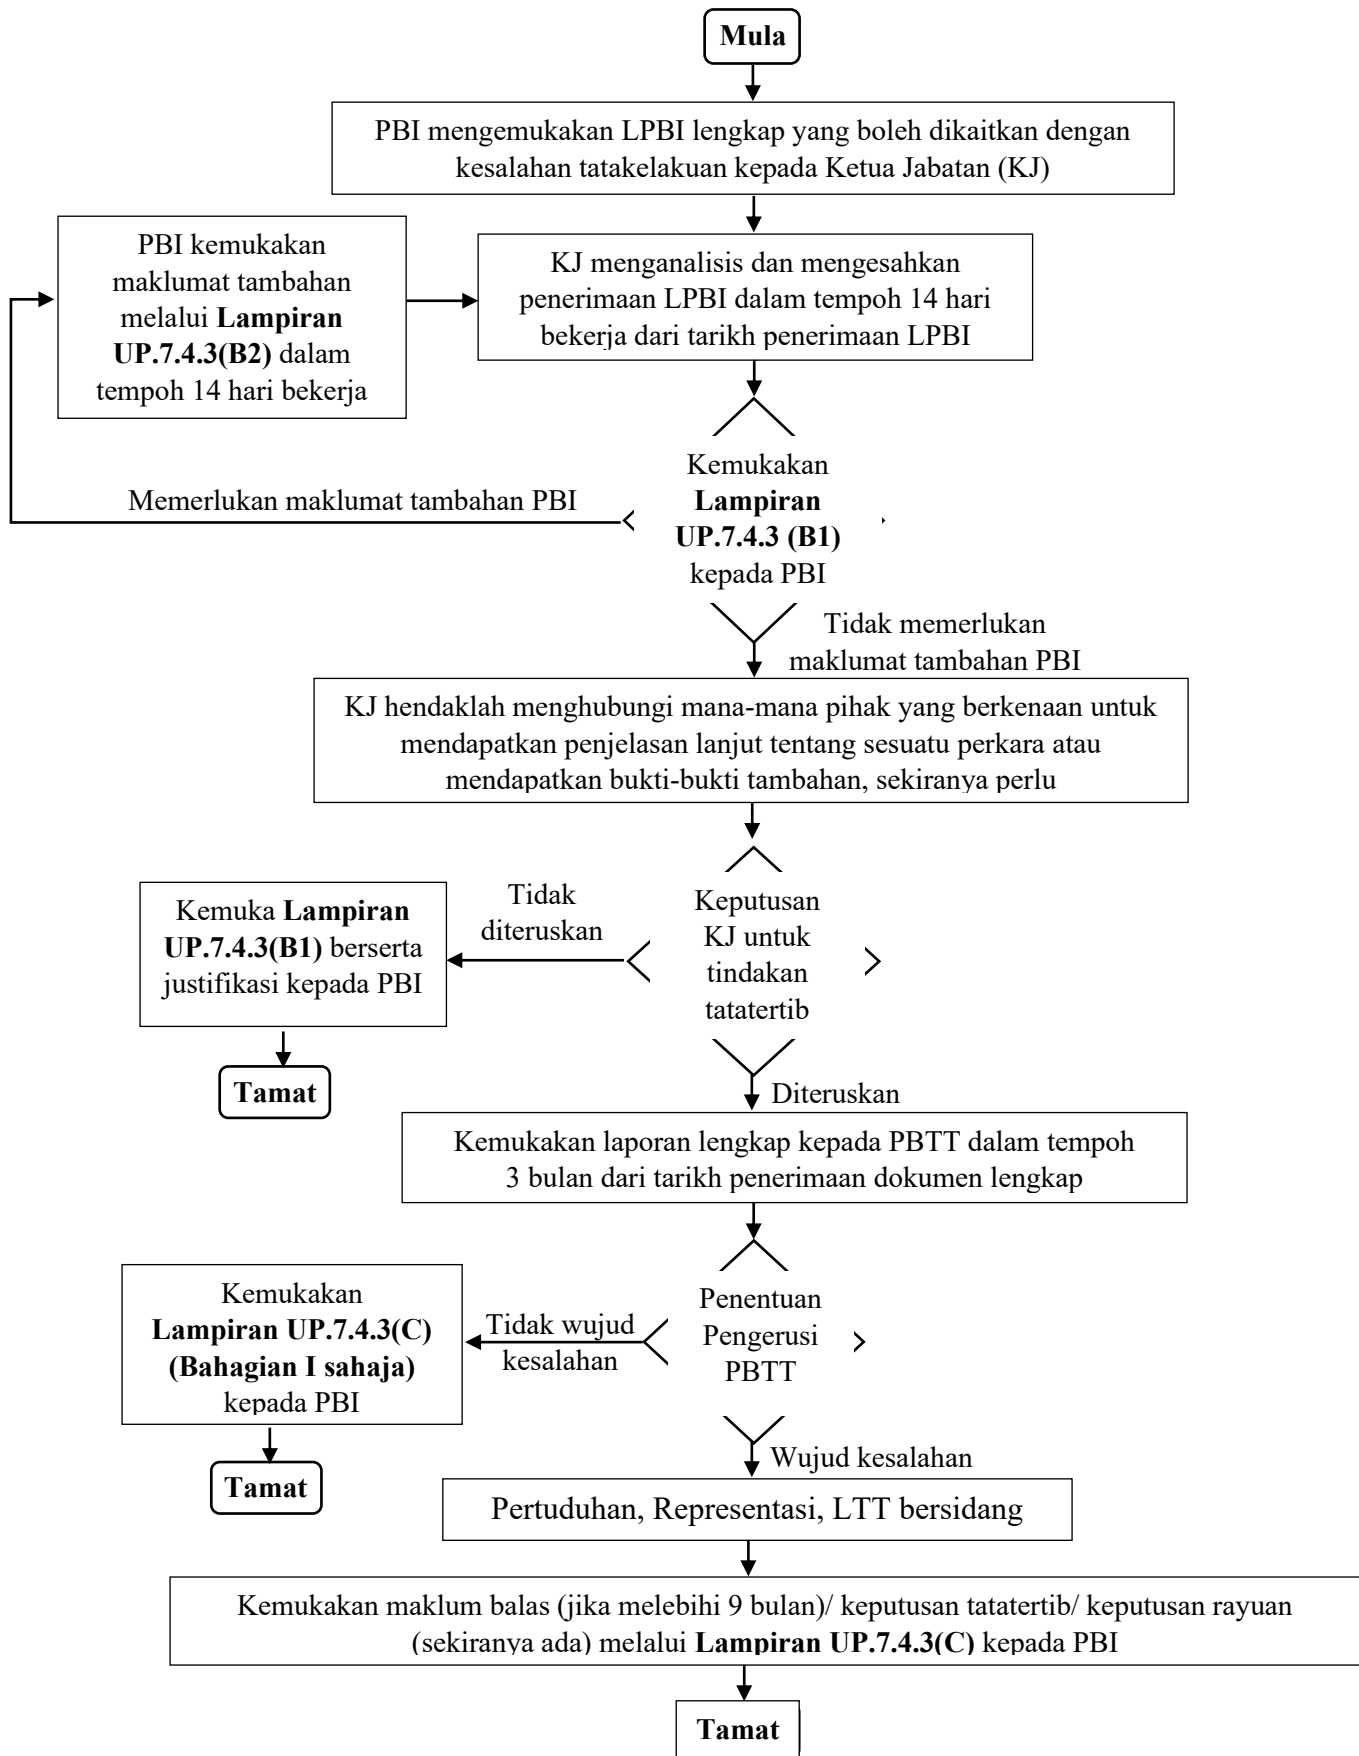 Mula
PBI mengemukakan LPBI lengkap yang boleh dikaitkan dengan
kesalahan tatakelakuan kepada Ketua Jabatan (KJ)
PBI kemukakan
maklumat tambahan
melalui Lampiran
UP.7.4.3(B2) dalam
tempoh 14 hari bekerja
KJ menganalisis dan mengesahkan
penerimaan LPBI dalam tempoh 14 hari
bekerja dari tarikh penerimaan LPBI
Kemukakan
Lampiran
UP.7.4.3 (B1)
kepada PBI
Memerlukan maklumat tambahan PBI
Tidak memerlukan
maklumat tambahan PBI
KJ hendaklah menghubungi mana-mana pihak yang berkenaan untuk
mendapatkan penjelasan lanjut tentang sesuatu perkara atau
mendapatkan bukti-bukti tambahan, sekiranya perlu
Keputusan
KJ untuk
tindakan
tatatertib
Tidak
diteruskan
Kemuka Lampiran
UP.7.4.3(B1) berserta
justifikasi kepada PBI
Tamat
Diteruskan
Kemukakan laporan lengkap kepada PBTT dalam tempoh
3 bulan dari tarikh penerimaan dokumen lengkap
Penentuan
Pengerusi
PBTT
Tidak wujud
kesalahan
Kemukakan
Lampiran UP.7.4.3(C)
(Bahagian I sahaja)
kepada PBI
Tamat
Wujud kesalahan
Pertuduhan, Representasi, LTT bersidang
Kemukakan maklum balas (jika melebihi 9 bulan)/ keputusan tatatertib/ keputusan rayuan
(sekiranya ada) melalui Lampiran UP.7.4.3(C) kepada PBI
Tamat